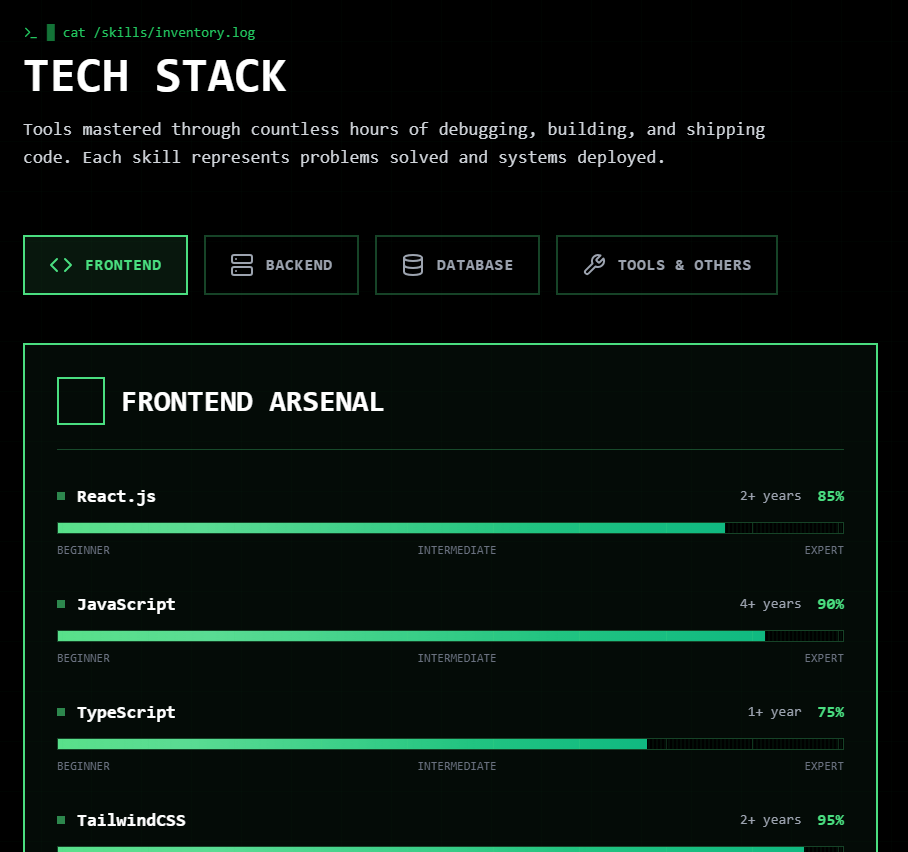 >_ cat /skills/inventory.log
TECH STACK
Tools mastered through countless hours of debugging, building, and shipping
code. Each skill represents problems solved and systems deployed.
FRONTEND BACKEND DATABASE TOOLS & OTHERS
FRONTEND ARSENAL
React.js 2+ years 85%
BEGINNER INTERMEDIATE EXPERT
JavaScript 4+ years 90%
BEGINNER INTERMEDIATE EXPERT
TypeScript 1+ year 75%
BEGINNER INTERMEDIATE EXPERT
TailwindCSS 2+ years 95%